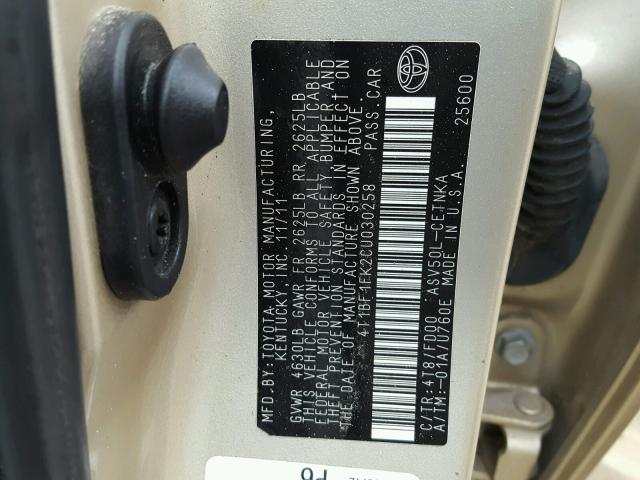 MFD. BY: TOYOTA MOTOR MANUFACTURING,
KENTUCKY, INC. 11/11
GVWR 4630LB GAWR FR 2625LB RR 2625LB
THIS VEHICLE CONFORMS TO ALL APPLICABLE
FEDERAL MOTOR VEHICLE SAFETY, BUMPER, AND
THEFT PREVENTION STANDARDS IN EFFECT ON
THE DATE OF MANUFACTURE SHOWN ABOVE.
4T1BF1FK2CU030258 PASS. CAR
C/TR: 4T8/FD00 ASV50L-CETNKA
A/TM: -01A/U760E MADE IN U.S.A. 25600
P6